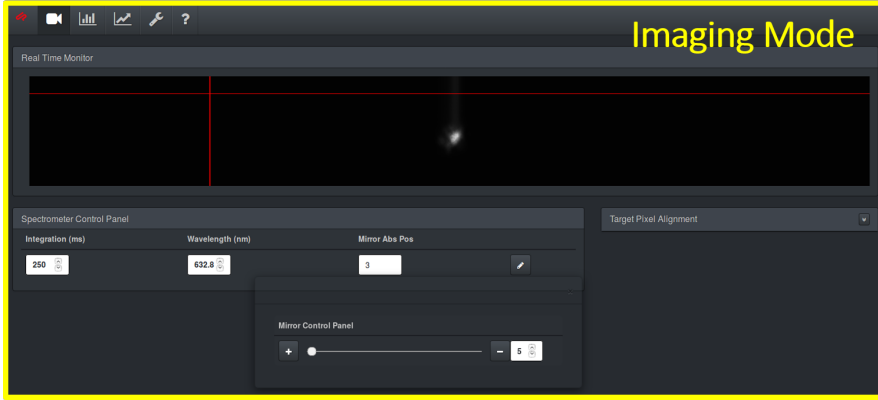 ?
Imaging Mode
Real Time Monitor
Spectrometer Control Panel
Target Pixel Alignment
Integration (ms) Wavelength (nm) Mirror Abs Pos
250 632.8 3
Mirror Control Panel
+ - 5